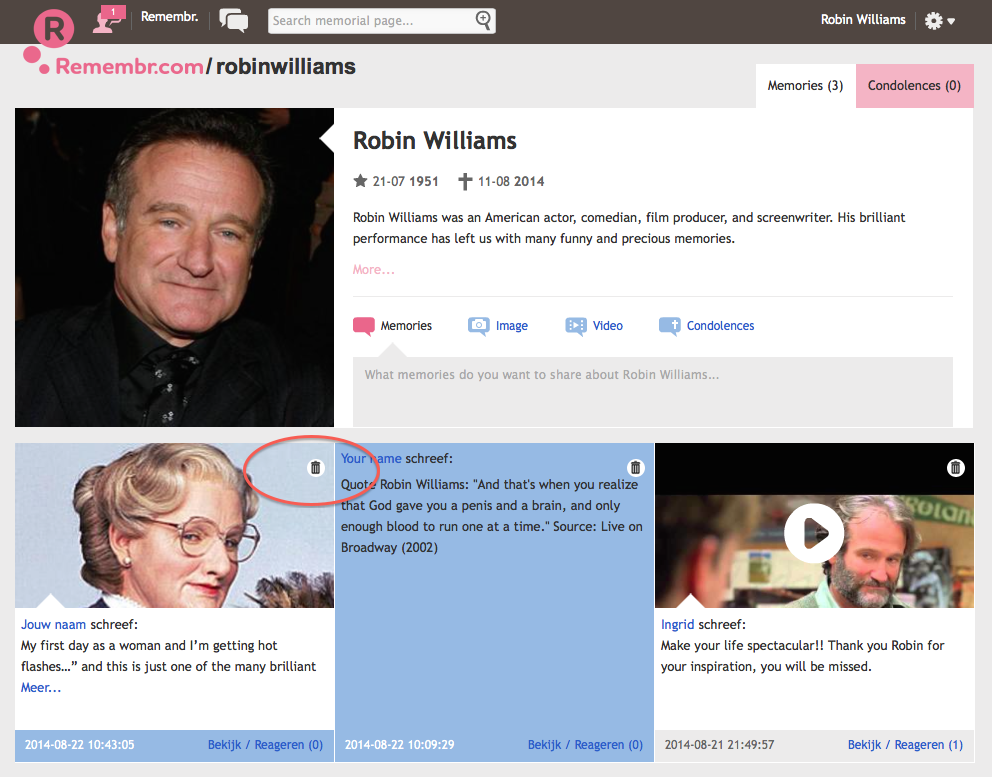 R
1
Remembr.
Search memorial page...
Robin Williams
Remembr.com/robinwilliams
Memories (3)
Condolences (0)
Robin Williams
21-07 1951
11-08 2014
Robin Williams was an American actor, comedian, film producer, and screenwriter. His brilliant
performance has left us with many funny and precious memories.
More...
Memories
Image
Video
Condolences
What memories do you want to share about Robin Williams...
Jouw naam schreef:
My first day as a woman and I’m getting hot
flashes…” and this is just one of the many brilliant
Meer...
2014-08-22 10:43:05
Bekijk / Reageren (0)
Your name schreef:
Quote Robin Williams: "And that's when you realize
that God gave you a penis and a brain, and only
enough blood to run one at a time." Source: Live on
Broadway (2002)
2014-08-22 10:09:29
Bekijk / Reageren (0)
Ingrid schreef:
Make your life spectacular!! Thank you Robin for
your inspiration, you will be missed.
2014-08-21 21:49:57
Bekijk / Reageren (1)